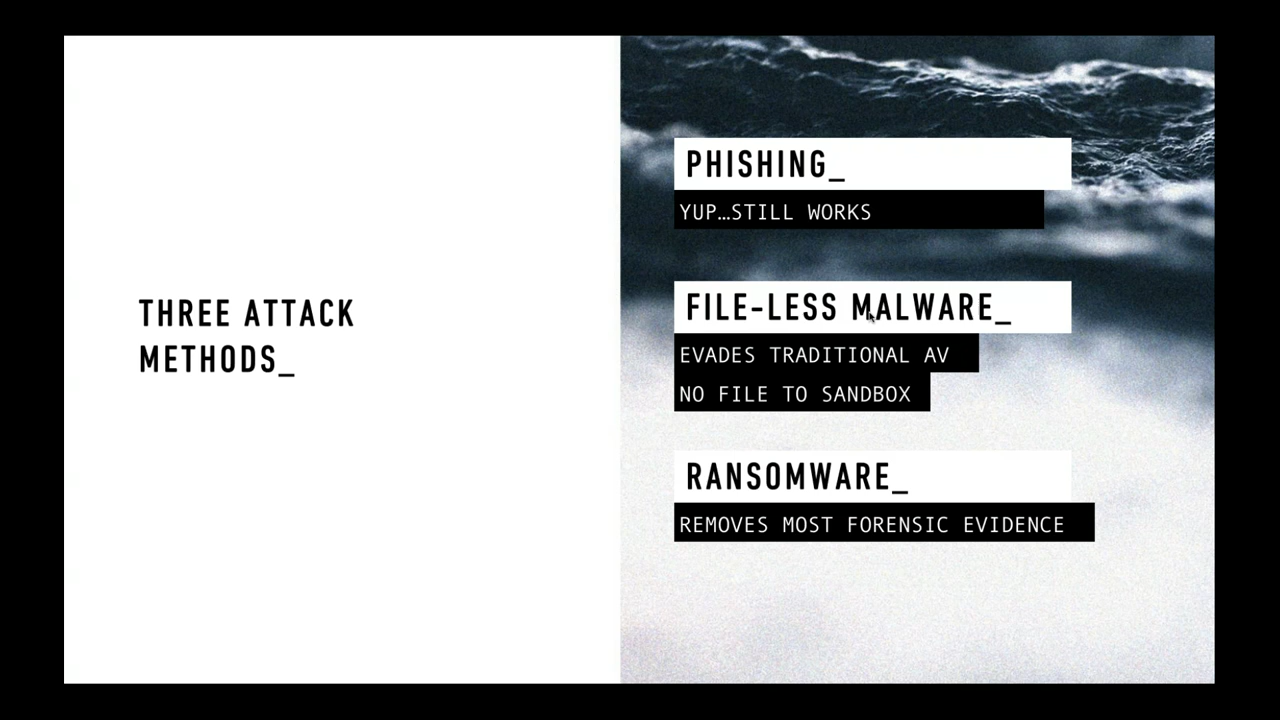 THREE ATTACK
METHODS_
PHISHING_
YUP…STILL WORKS
FILE-LESS MALWARE_
EVADES TRADITIONAL AV
NO FILE TO SANDBOX
RANSOMWARE_
REMOVES MOST FORENSIC EVIDENCE